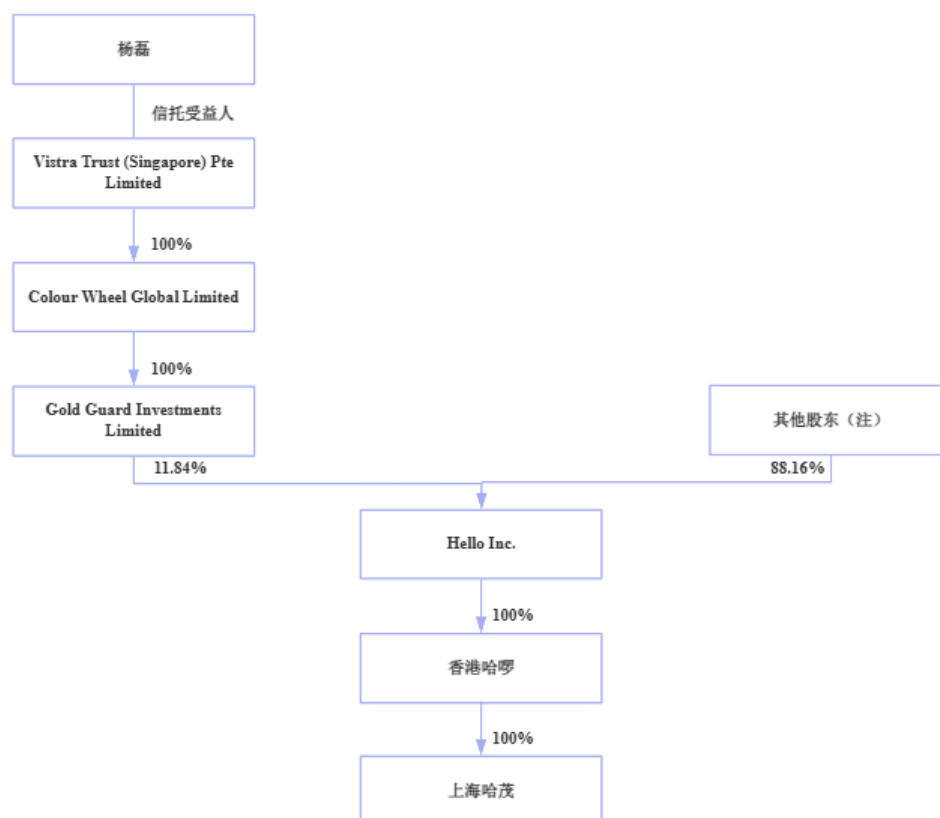 杨磊
信托受益人
Vistra Trust (Singapore) Pte
Limited
100%
Colour Wheel Global Limited
100%
Gold Guard Investments
Limited
其他股东（注）
11.84%
88.16%
Hello Inc.
100%
香港哈啰
100%
上海哈茂